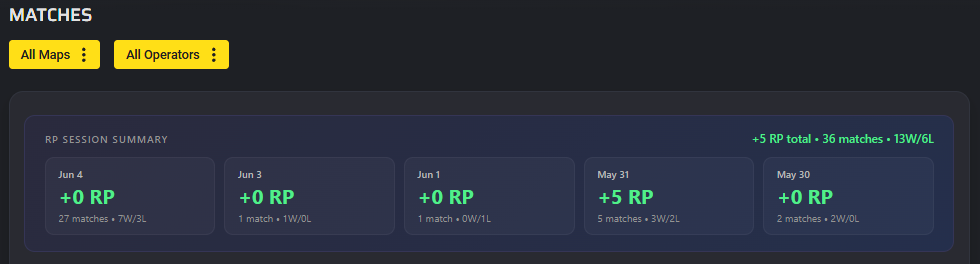 MATCHES
All Maps
All Operators
RP SESSION SUMMARY
+5 RP total • 36 matches • 13W/6L
Jun 4
+0 RP
27 matches • 7W/3L
Jun 3
+0 RP
1 match • 1W/0L
Jun 1
+0 RP
1 match • 0W/1L
May 31
+5 RP
5 matches • 3W/2L
May 30
+0 RP
2 matches • 2W/0L